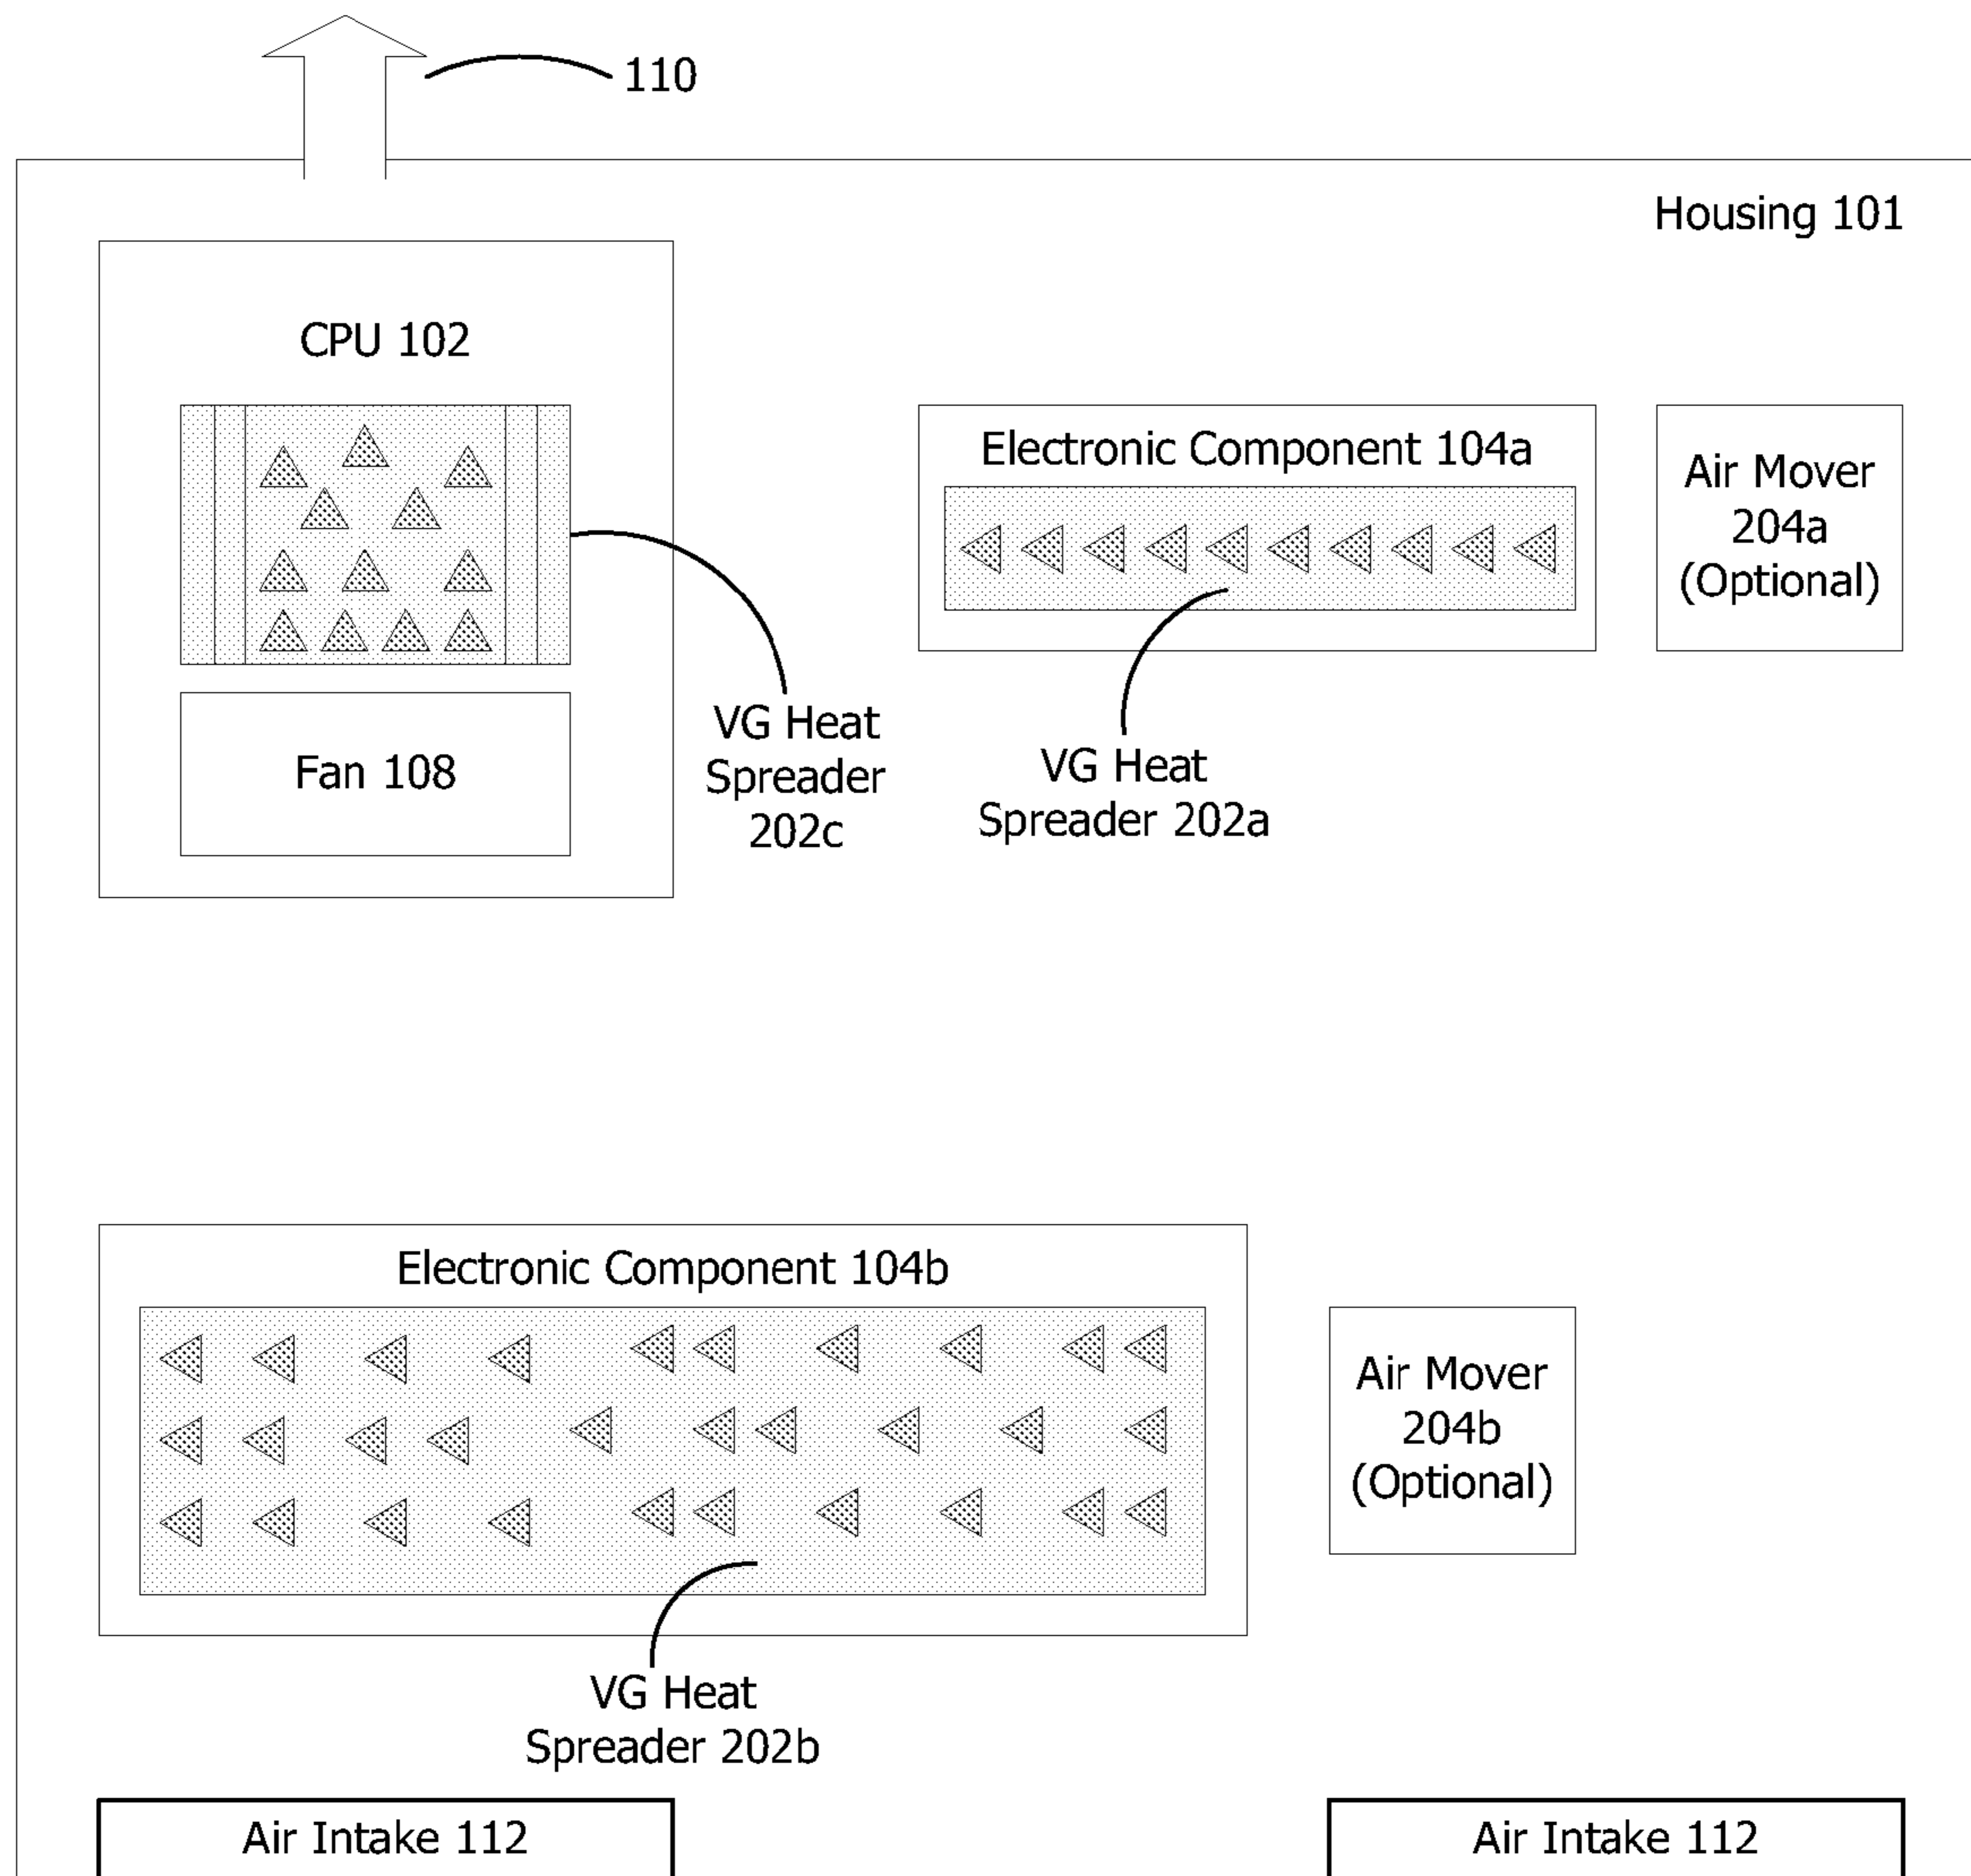 110
Housing 101
CPU 102
Electronic Component 104a
Air Mover
204a
(Optional)
Fan 108
VG Heat
Spreader
202c
VG Heat
Spreader 202a
Electronic Component 104b
Air Mover
204b
(Optional)
VG Heat
Spreader 202b
Air Intake 112
Air Intake 112